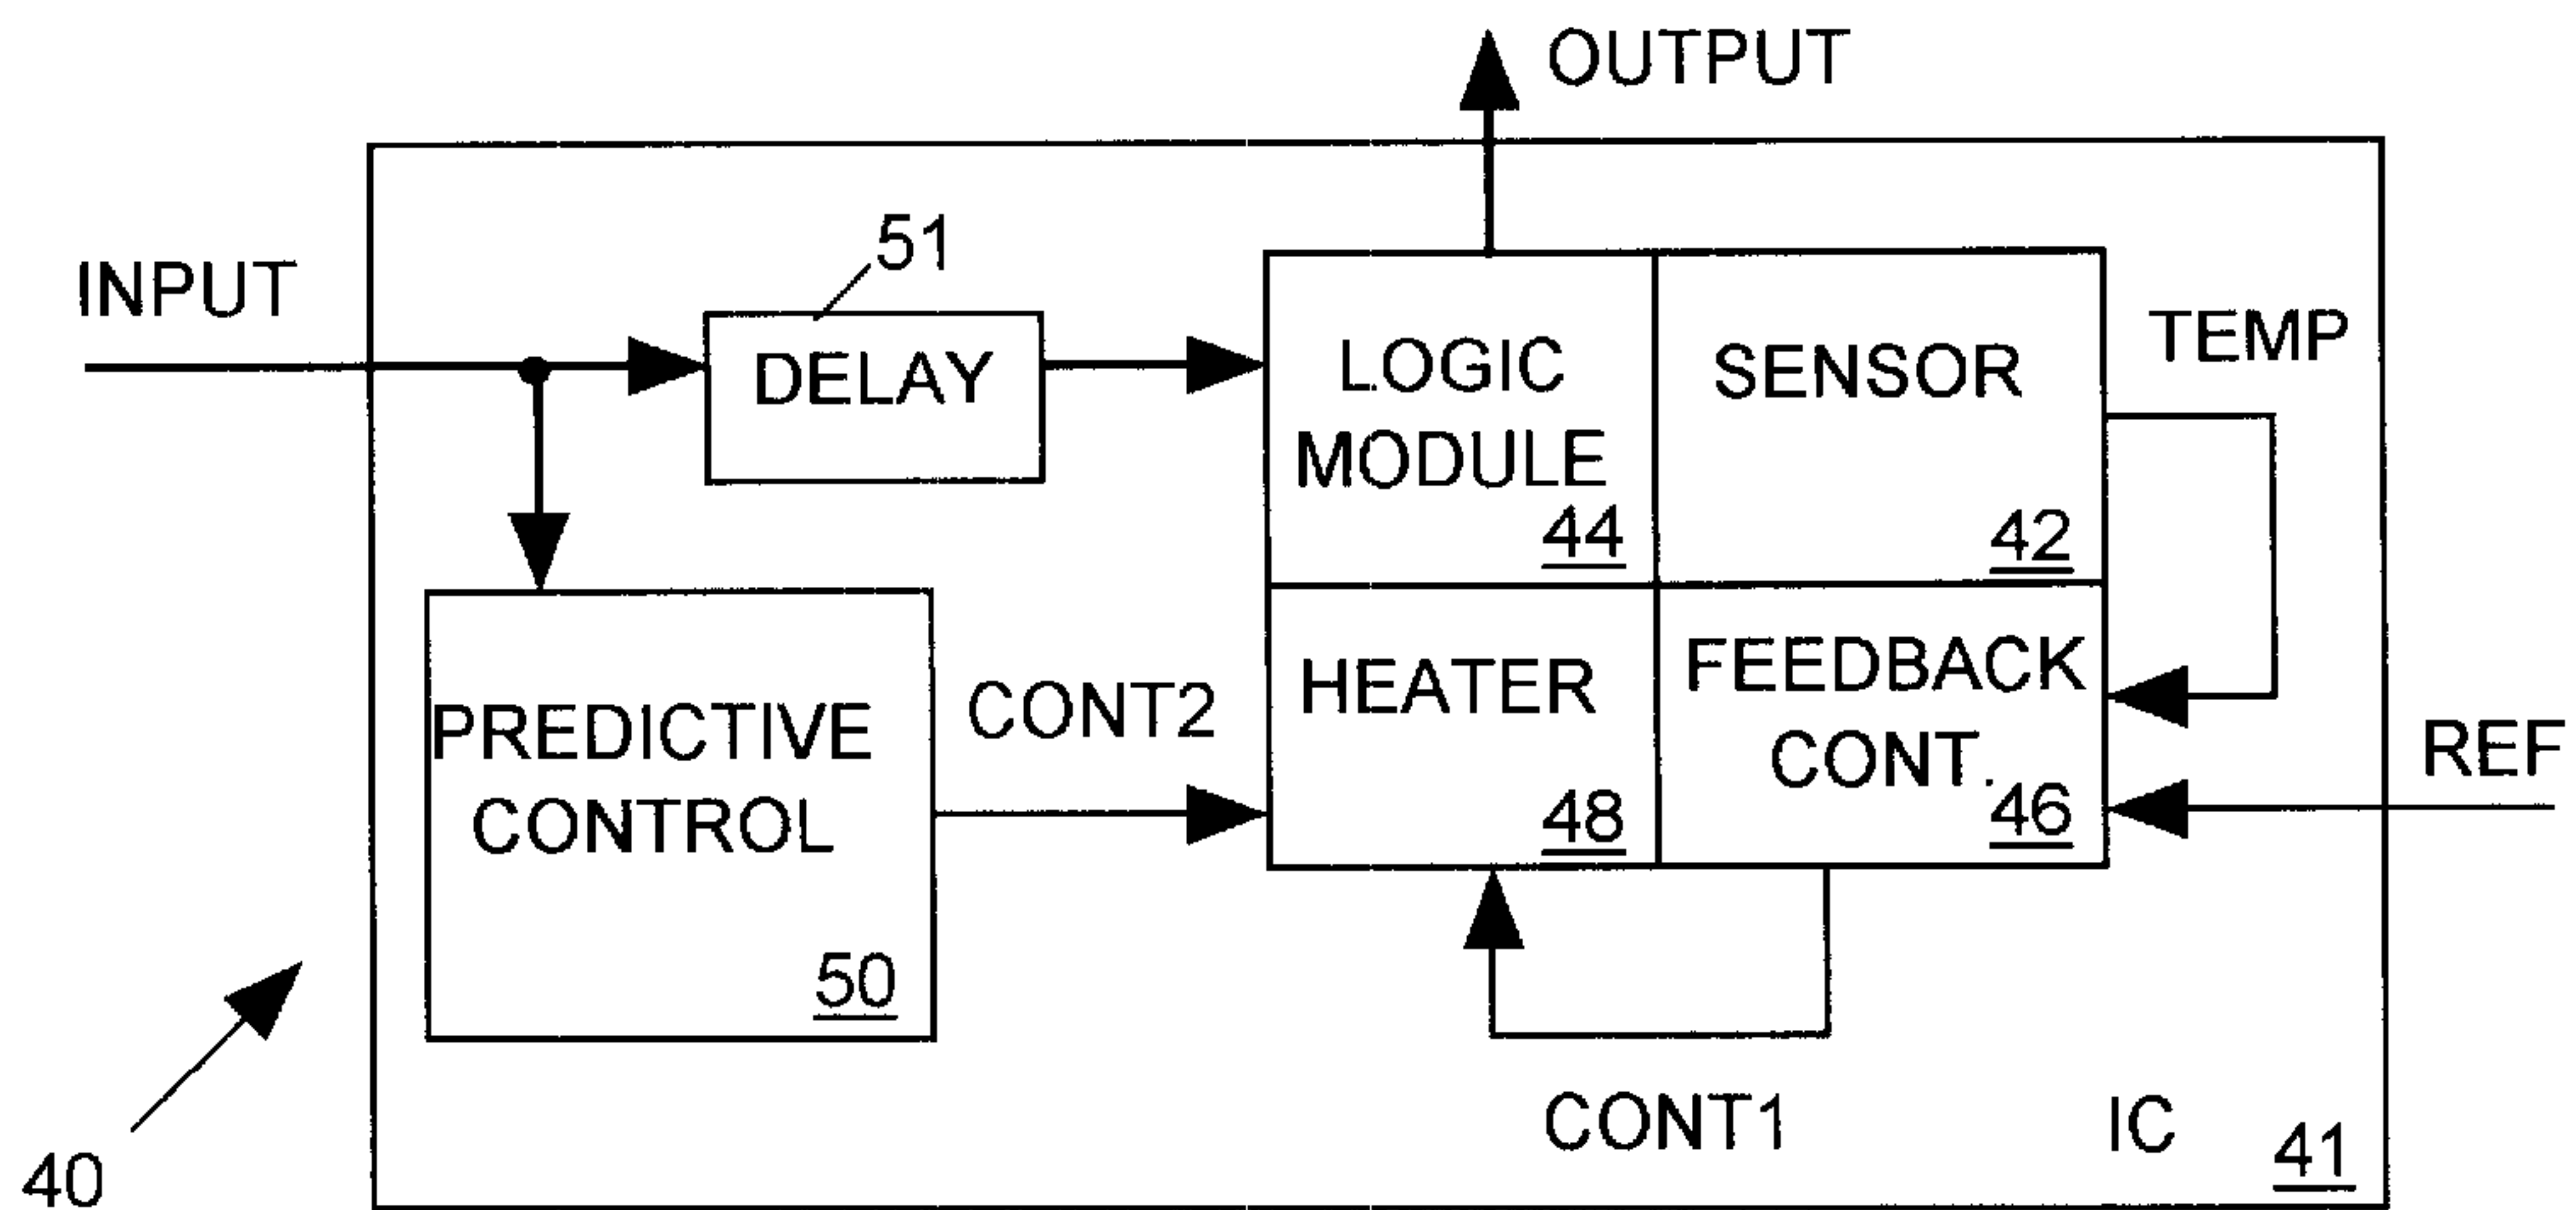 OUTPUT
INPUT
51
DELAY
LOGIC
MODULE
44
SENSOR
42
TEMP
PREDICTIVE
CONTROL
50
CONT2
HEATER
48
FEEDBACK
CONT.
46
REF
CONT1
IC
41
40